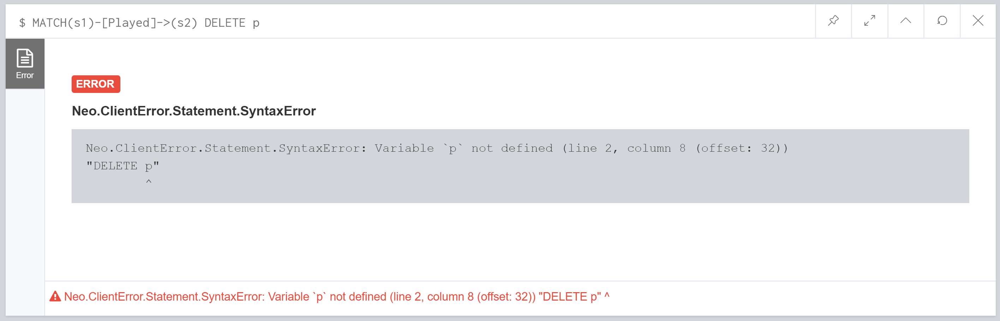 $ MATCH(s1)-[Played]->(s2) DELETE p
Error
ERROR
Neo.ClientError.Statement.SyntaxError
Neo.ClientError.Statement.SyntaxError: Variable `p` not defined (line 2, column 8 (offset: 32))
"DELETE p"
^
Neo.ClientError.Statement.SyntaxError: Variable `p` not defined (line 2, column 8 (offset: 32)) "DELETE p" ^